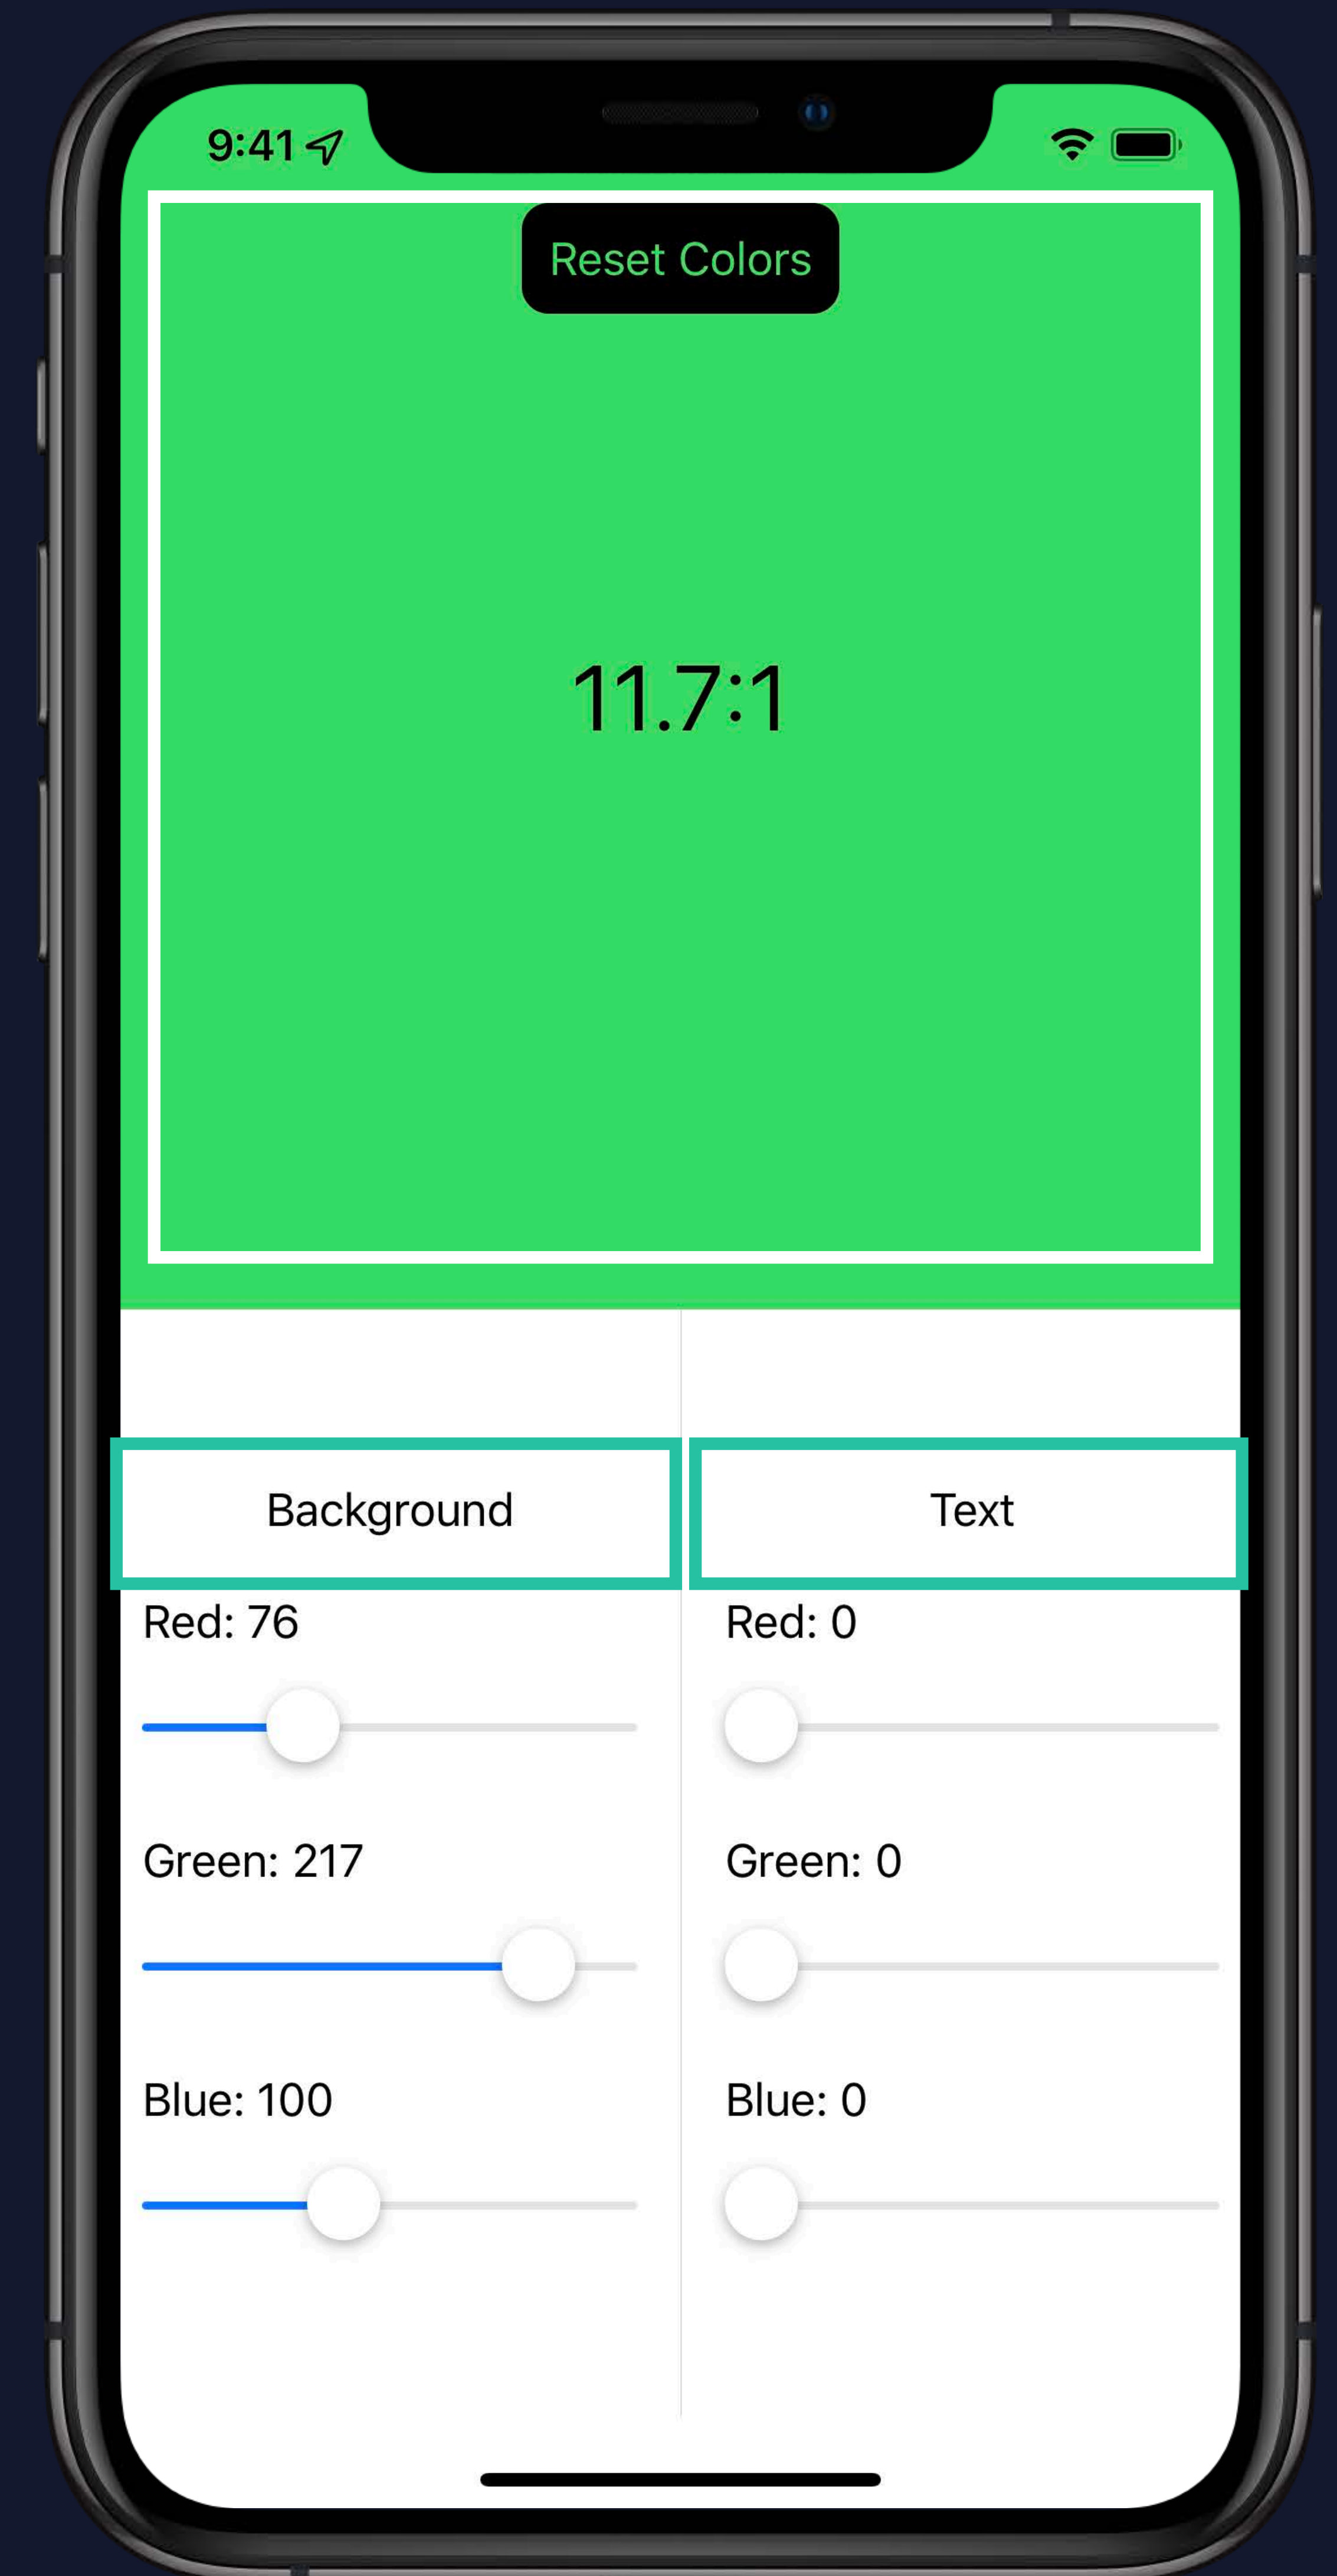 9:41
Reset Colors
11.7:1
Background
Text
Red: 76
Red: 0
Green: 217
Green: 0
Blue: 100
Blue: 0